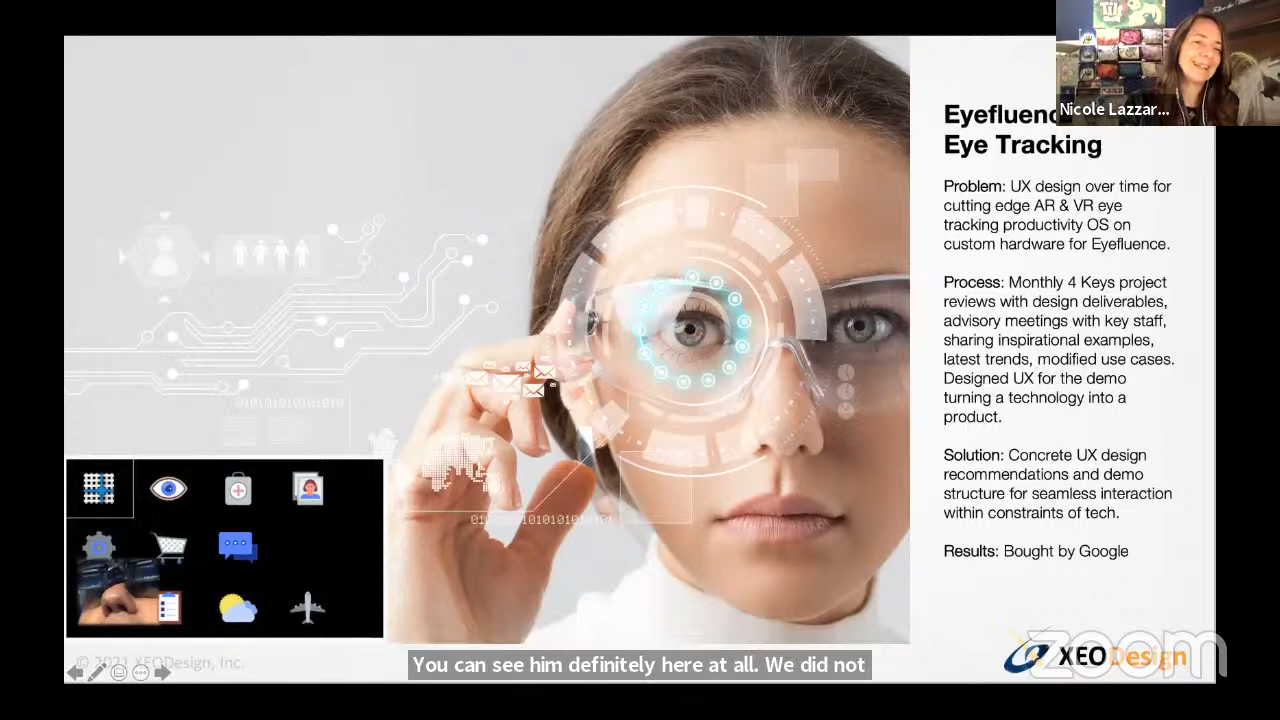 Tilt
Nicole Lazzar...
Eyefluenc
Eye Tracking
Problem: UX design over time for
cutting edge AR & VR eye
tracking productivity OS on
custom hardware for Eyefluence.
Process: Monthly 4 Keys project
reviews with design deliverables,
advisory meetings with key staff,
sharing inspirational examples,
latest trends, modified use cases.
Designed UX for the demo
turning a technology into a
product.
Solution: Concrete UX design
recommendations and demo
structure for seamless interaction
within constraints of tech.
Results: Bought by Google
© 2021 XEODesign, Inc.
You can see him definitely here at all. We did not
XEODesign
zoom